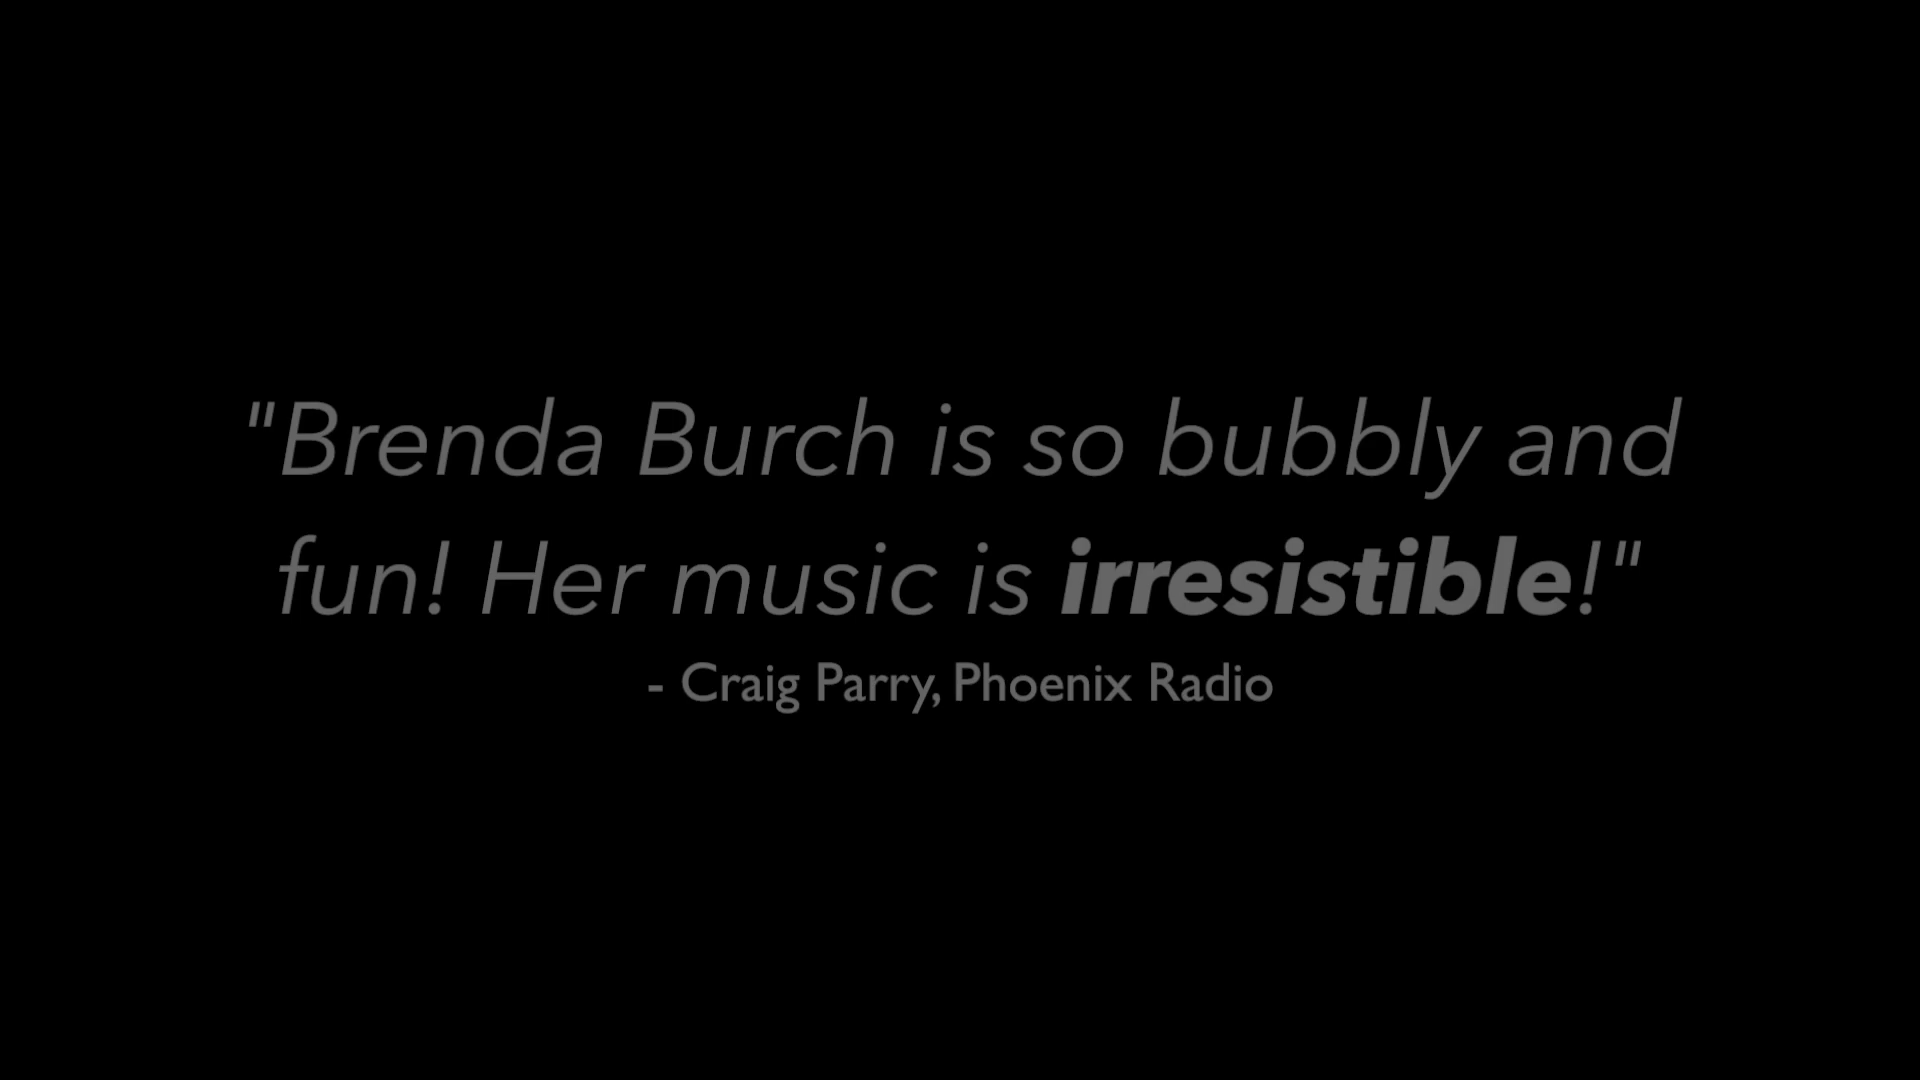 "Brenda Burch is so bubbly and
fun! Her music is irresistible!"
- Craig Parry, Phoenix Radio